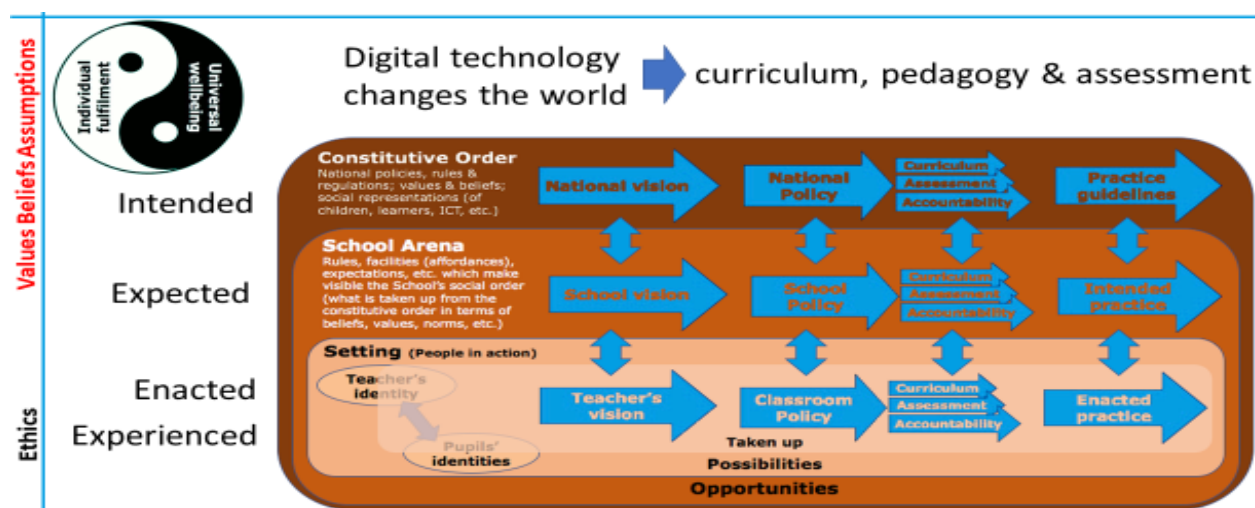 Values Beliefs Assumptions
Ethics
Individual
fulfilment
Universal
wellbeing
Digital technology
changes the world
curriculum, pedagogy & assessment
Intended
Expected
Enacted
Experienced
Constitutive Order
National policies, rules &
regulations; values & beliefs;
social representations (of
children, learners, ICT, etc.)
National vision
National
Policy
Curriculum
Assessment
Accountability
Practice
guidelines
School Arena
Rules, facilities (affordances),
expectations, etc. which make
visible the School's social order
(what is taken up from the
constitutive order in terms of
beliefs, values, norms, etc.)
School vision
School
Policy
Curriculum
Assessment
Accountability
Intended
practice
Setting (People in action)
Teacher's
identity
Pupils'
identities
Teacher's
vision
Classroom
Policy
Curriculum
Assessment
Accountability
Enacted
practice
Taken up
Possibilities
Opportunities